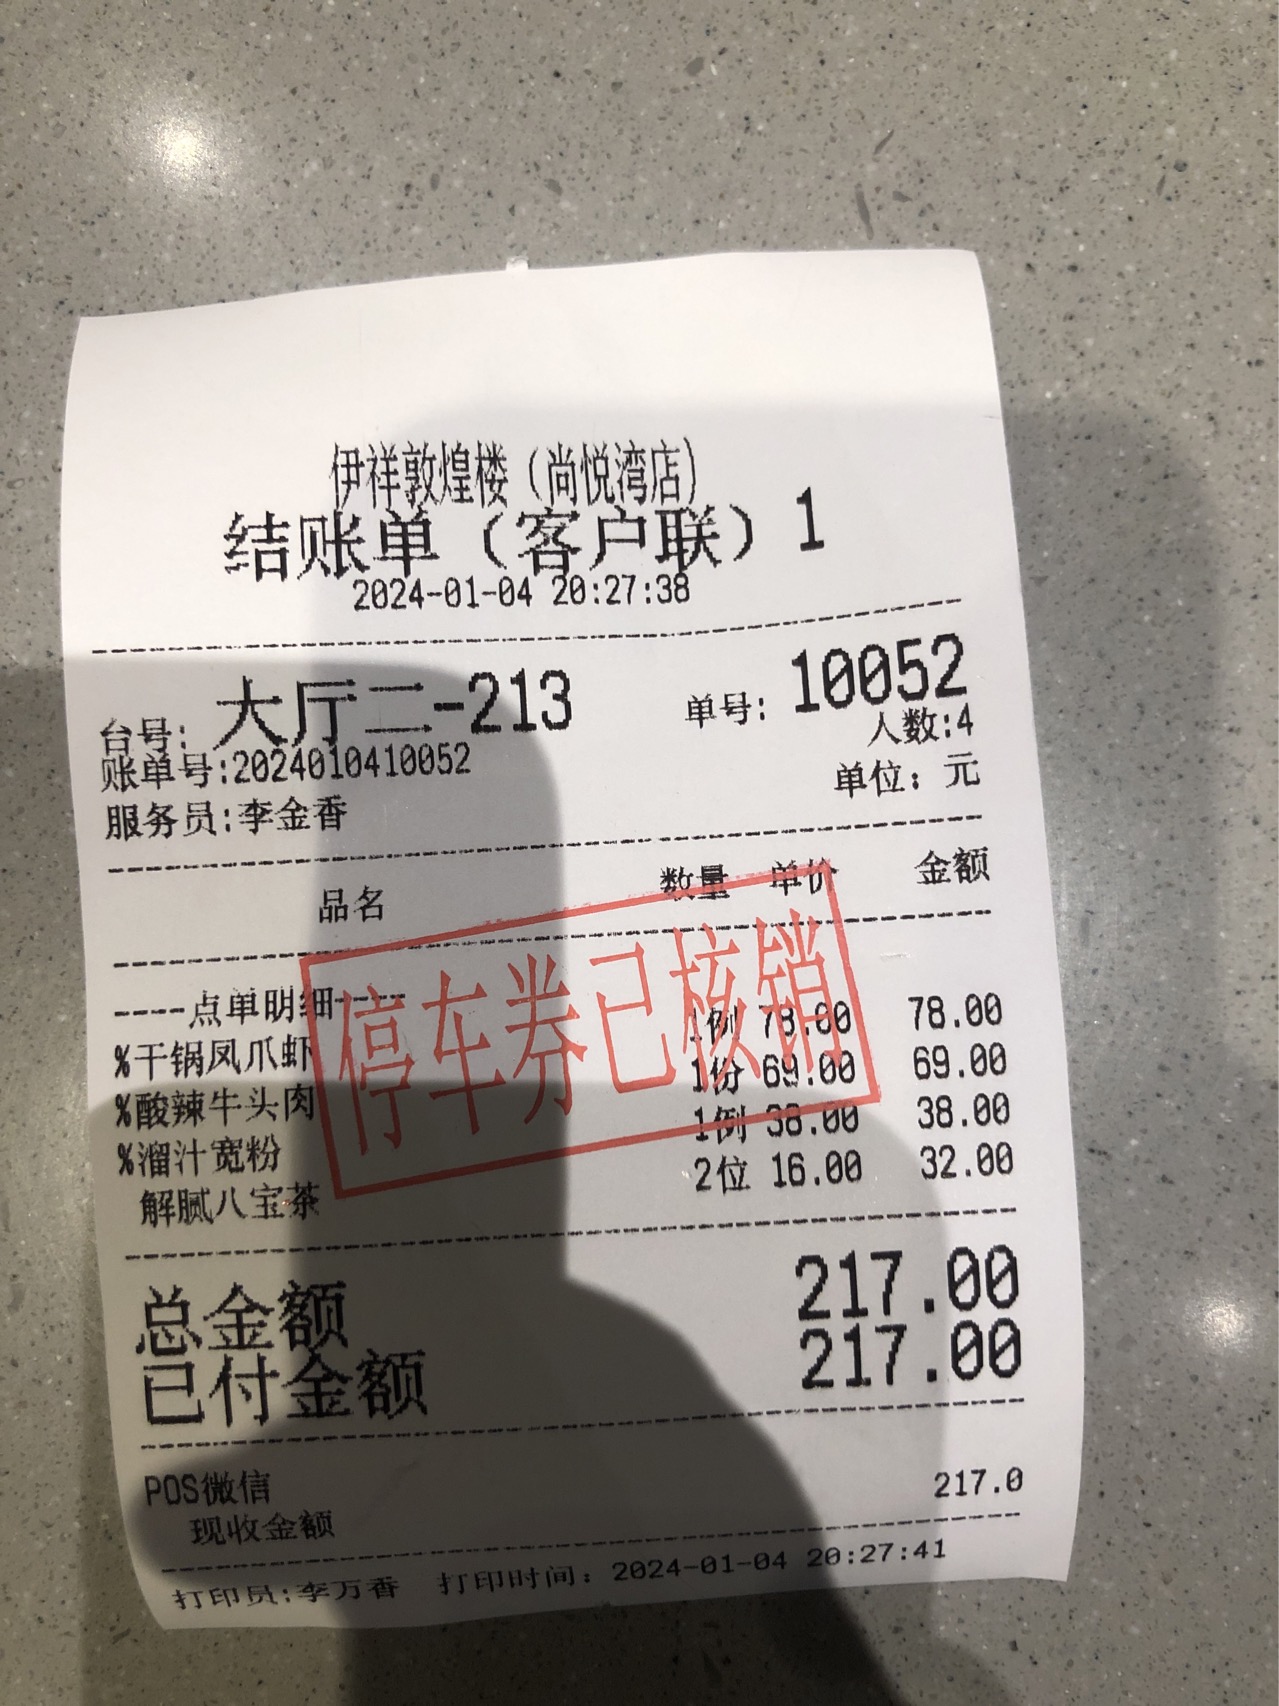 伊祥敦煌楼（尚悦湾店）
结账单（客户联）1
2024-01-04 20:27:38
台号: 大厅二-213 单号: 10052
账单号:2024010410052 人数:4
服务员:李金香 单位: 元
品名 数量 单价 金额
----点单明细----
%干锅凤爪虾 1例 78.00 78.00
%酸辣牛头肉 1份 69.00 69.00
%溜汁宽粉 1例 38.00 38.00
解腻八宝茶 2位 16.00 32.00
停车券已核销
总金额 217.00
已付金额 217.00
POS微信 217.0
现收金额
打印员:李万香 打印时间: 2024-01-04 20:27:41